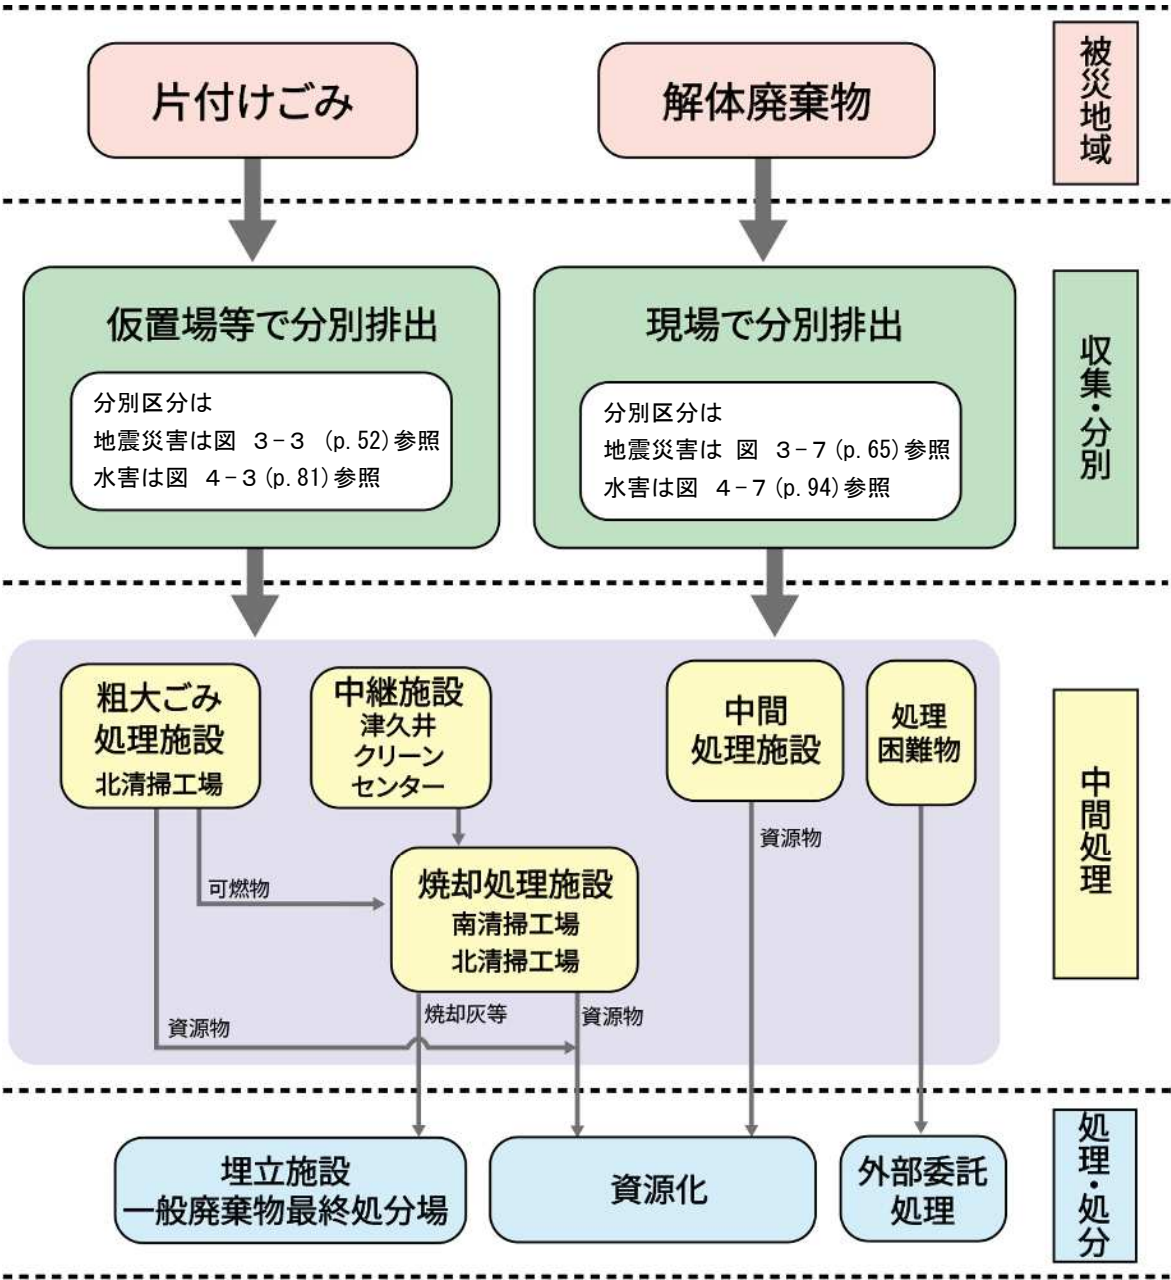 片付けごみ
解体廃棄物
被災地域
仮置場等で分別排出
分別区分は
地震災害は図 3-3 (p.52)参照
水害は図 4-3(p.81)参照
現場で分別排出
分別区分は
地震災害は 図 3-7(p.65)参照
水害は図 4-7(p.94)参照
収集・分別
粗大ごみ
処理施設
北清掃工場
中継施設
津久井
クリーン
センター
中間
処理施設
処理
困難物
中間処理
資源物
可燃物
焼却処理施設
南清掃工場
北清掃工場
焼却灰等
資源物
資源物
埋立施設
一般廃棄物最終処分場
資源化
外部委託
処理
処理・処分